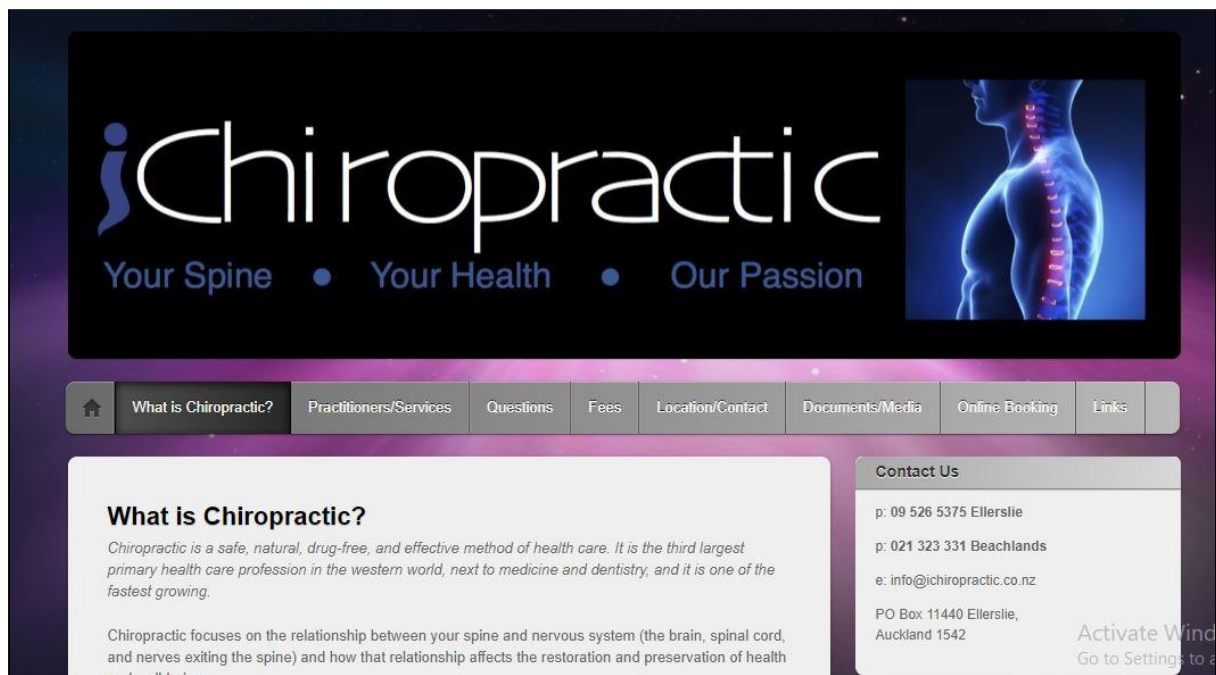 iChiropractic
Your Spine • Your Health • Our Passion
What is Chiropractic? Practitioners/Services Questions Fees Location/Contact Documents/Media Online Booking Links
What is Chiropractic?
Chiropractic is a safe, natural, drug-free, and effective method of health care. It is the third largest
primary health care profession in the western world, next to medicine and dentistry, and it is one of the
fastest growing.
Chiropractic focuses on the relationship between your spine and nervous system (the brain, spinal cord,
and nerves exiting the spine) and how that relationship affects the restoration and preservation of health
Contact Us
p: 09 526 5375 Ellerslie
p: 021 323 331 Beachlands
e: info@ichiropractic.co.nz
PO Box 11440 Ellerslie,
Auckland 1542
Activate Wind
Go to Settings to a